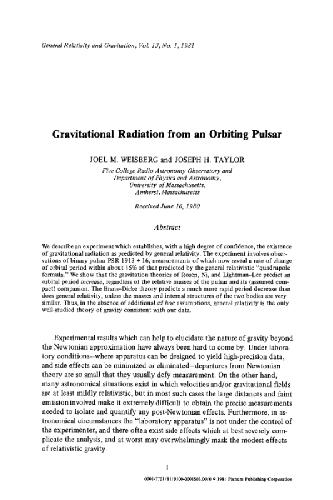 General Relativity and Gravitation, Vol. 13, No. 1, 1981
Gravitational Radiation from an Orbiting Pulsar
JOEL M. WEISBERG and JOSEPH H. TAYLOR
Five College Radio Astronomy Observatory and
Department of Physics and Astronomy,
University of Massachusetts,
Amherst, Massachusetts
Received June 16, 1980
Abstract
We describe an experiment which establishes, with a high degree of confidence, the existence
of gravitational radiation as predicted by general relativity. The experiment involves obser-
vations of binary pulsar PSR 1913 + 16, measurements of which now reveal a rate of change
of orbital period within about 15% of that predicted by the general relativistic "quadrupole
formula." We show that the gravitation theories of Rosen, Ni, and Lightman-Lee predict an
orbital period increase, regardless of the relative masses of the pulsar and its (assumed com-
pact) companion. The Brans-Dicke theory predicts a much more rapid period decrease than
does general relativity, unless the masses and internal structures of the two bodies are very
similar. Thus, in the absence of additional ad hoc assumptions, general relativity is the only
well-studied theory of gravity consistent with our data.
Experimental results which can help to elucidate the nature of gravity beyond
the Newtonian approximation have always been hard to come by. Under labora-
tory conditions—where apparatus can be designed to yield high-precision data,
and side effects can be minimized or eliminated—departures from Newtonian
theory are so small that they usually defy measurement. On the other hand,
many astronomical situations exist in which velocities and/or gravitational fields
are at least mildly relativistic, but in most such cases the large distances and faint
emission involved make it extremely difficult to obtain the precise measurements
needed to isolate and quantify any post-Newtonian effects. Furthermore, in as-
tronomical circumstances the "laboratory apparatus" is not under the control of
the experimenter, and there often exist side effects which at best severely com-
plicate the analysis, and at worst may overwhelmingly mask the modest effects
of relativistic gravity.
1
1981 Plenum Publishing Corporation